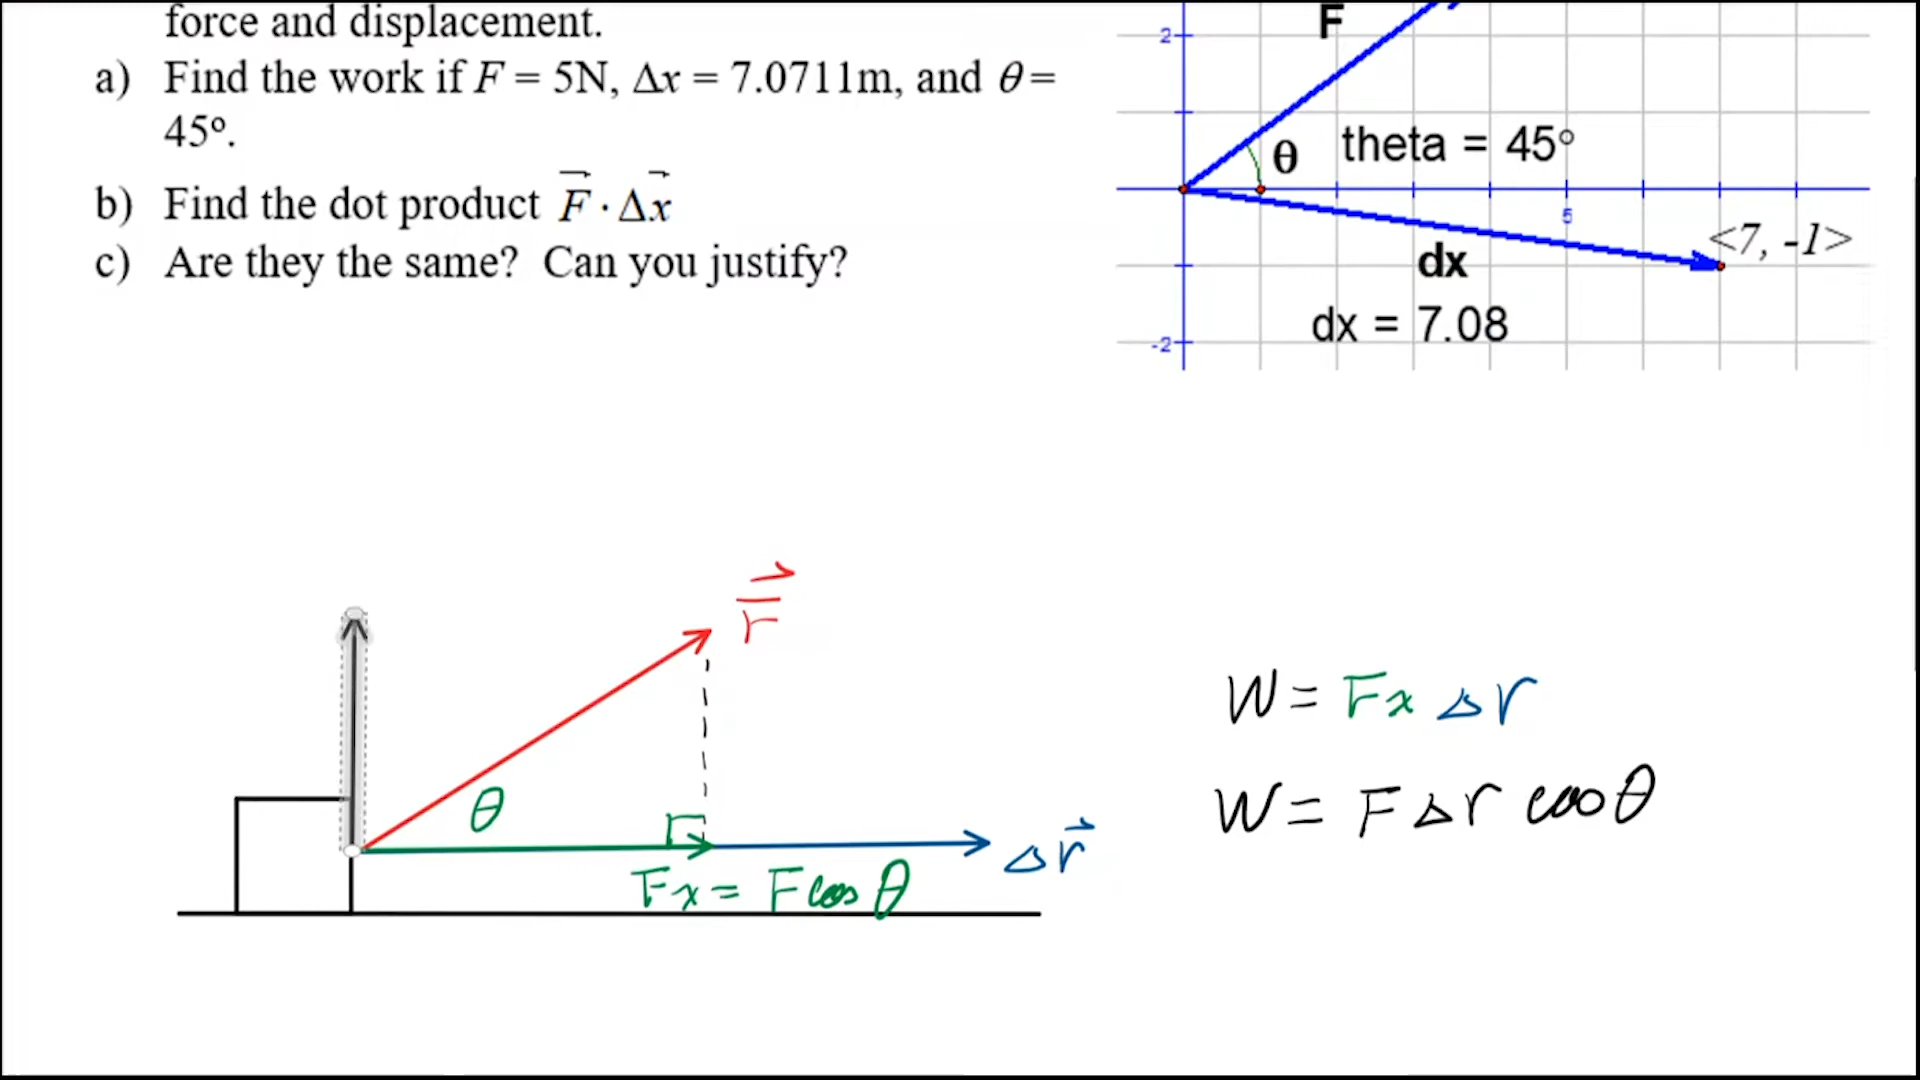 force and displacement.
a) Find the work if F = 5N, Δx = 7.0711m, and θ =
45º.
b) Find the dot product F⃗ · Δx⃗
c) Are they the same? Can you justify?
F
2
θ theta = 45°
5
<7, -1>
dx
dx = 7.08
-2
F⃗
W = Fx Δr
W = F Δr cos θ
θ
Δr⃗
Fx = F cos θ